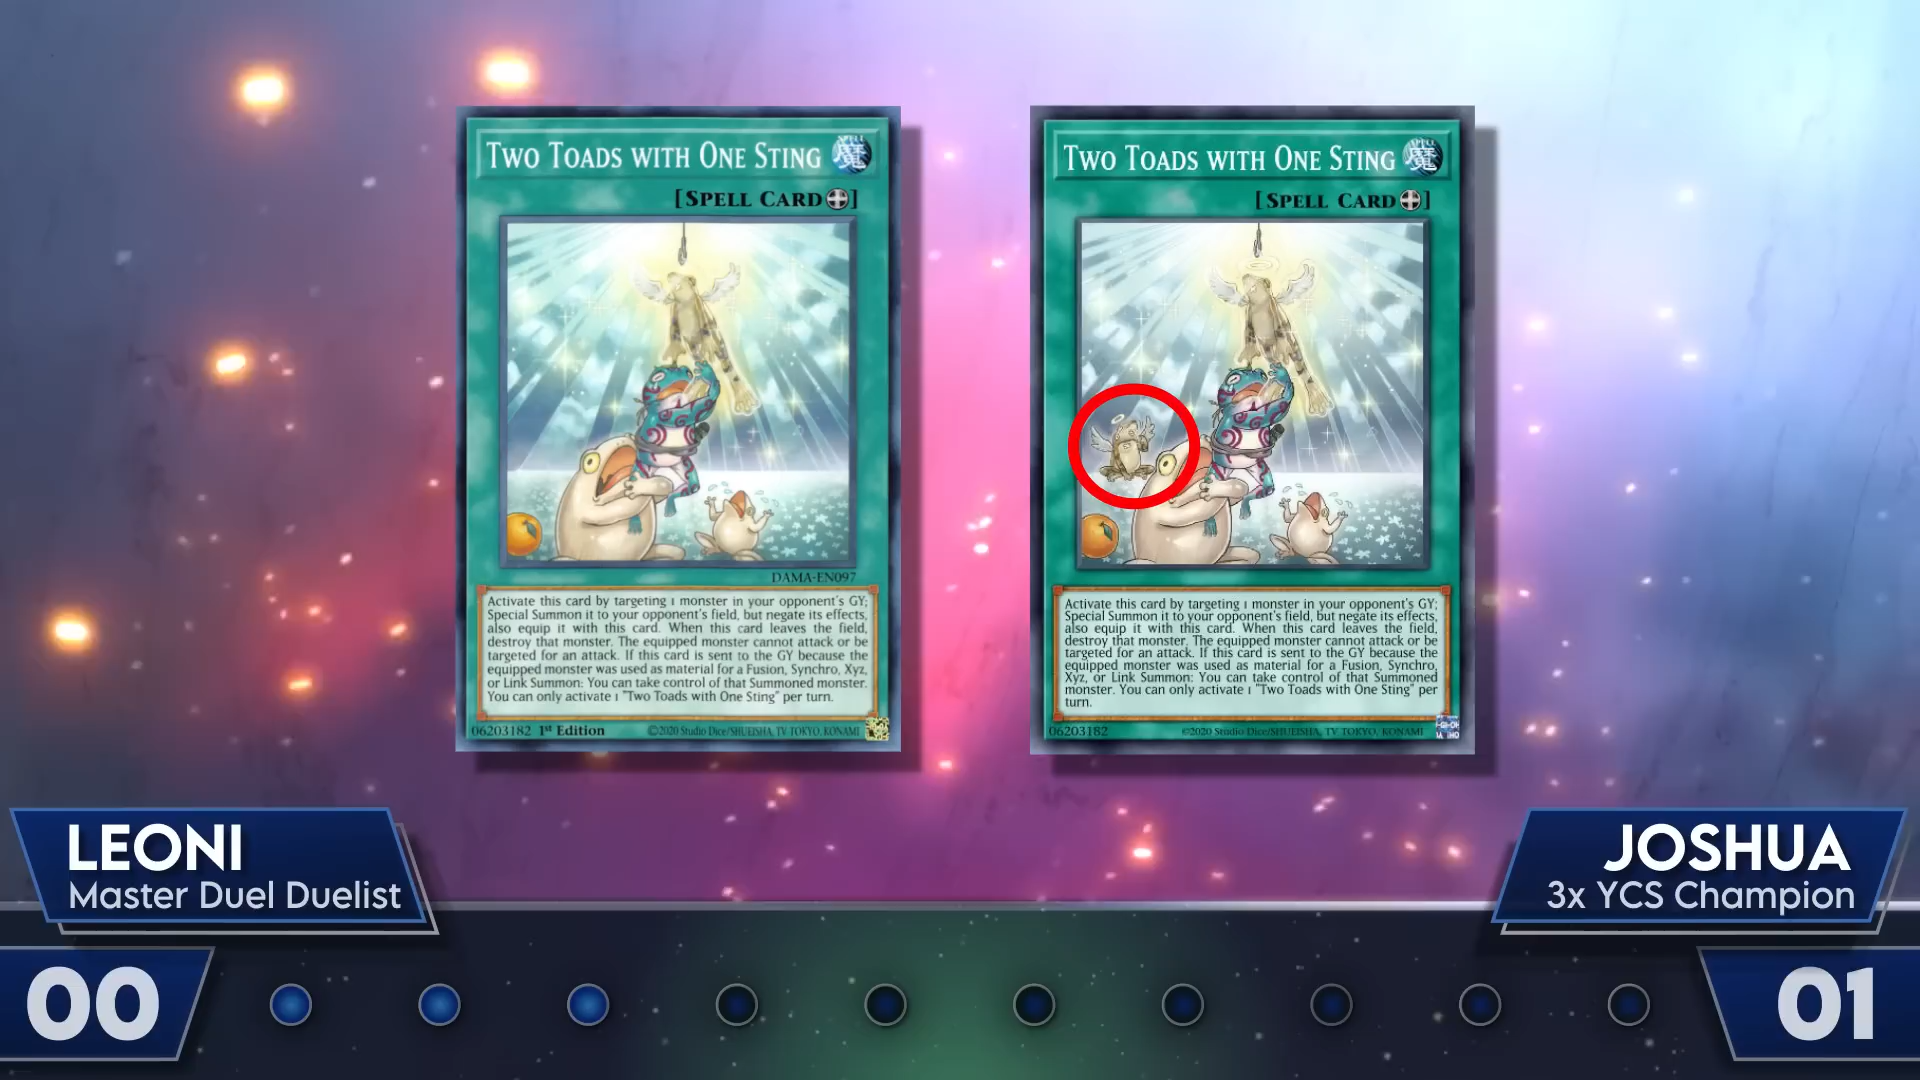 TWO TOADS WITH ONE STING
SPELL
魔
[SPELL CARD]
DAMA-EN097
Activate this card by targeting 1 monster in your opponent's GY;
Special Summon it to your opponent's field, but negate its effects,
also equip it with this card. When this card leaves the field,
destroy that monster. The equipped monster cannot attack or be
targeted for an attack. If this card is sent to the GY because the
equipped monster was used as material for a Fusion, Synchro, Xyz,
or Link Summon: You can take control of that Summoned monster.
You can only activate 1 "Two Toads with One Sting" per turn.
06203182 1st Edition ©2020 Studio Dice/SHUEISHA, TV TOKYO, KONAMI
TWO TOADS WITH ONE STING
SPELL
魔
[SPELL CARD]
Activate this card by targeting 1 monster in your opponent's GY;
Special Summon it to your opponent's field, but negate its effects,
also equip it with this card. When this card leaves the field,
destroy that monster. The equipped monster cannot attack or be
targeted for an attack. If this card is sent to the GY because the
equipped monster was used as material for a Fusion, Synchro,
Xyz, or Link Summon: You can take control of that Summoned
monster. You can only activate 1 "Two Toads with One Sting" per
turn.
06203182 ©2020 Studio Dice/SHUEISHA, TV TOKYO, KONAMI
LEONI
Master Duel Duelist
00
JOSHUA
3x YCS Champion
01